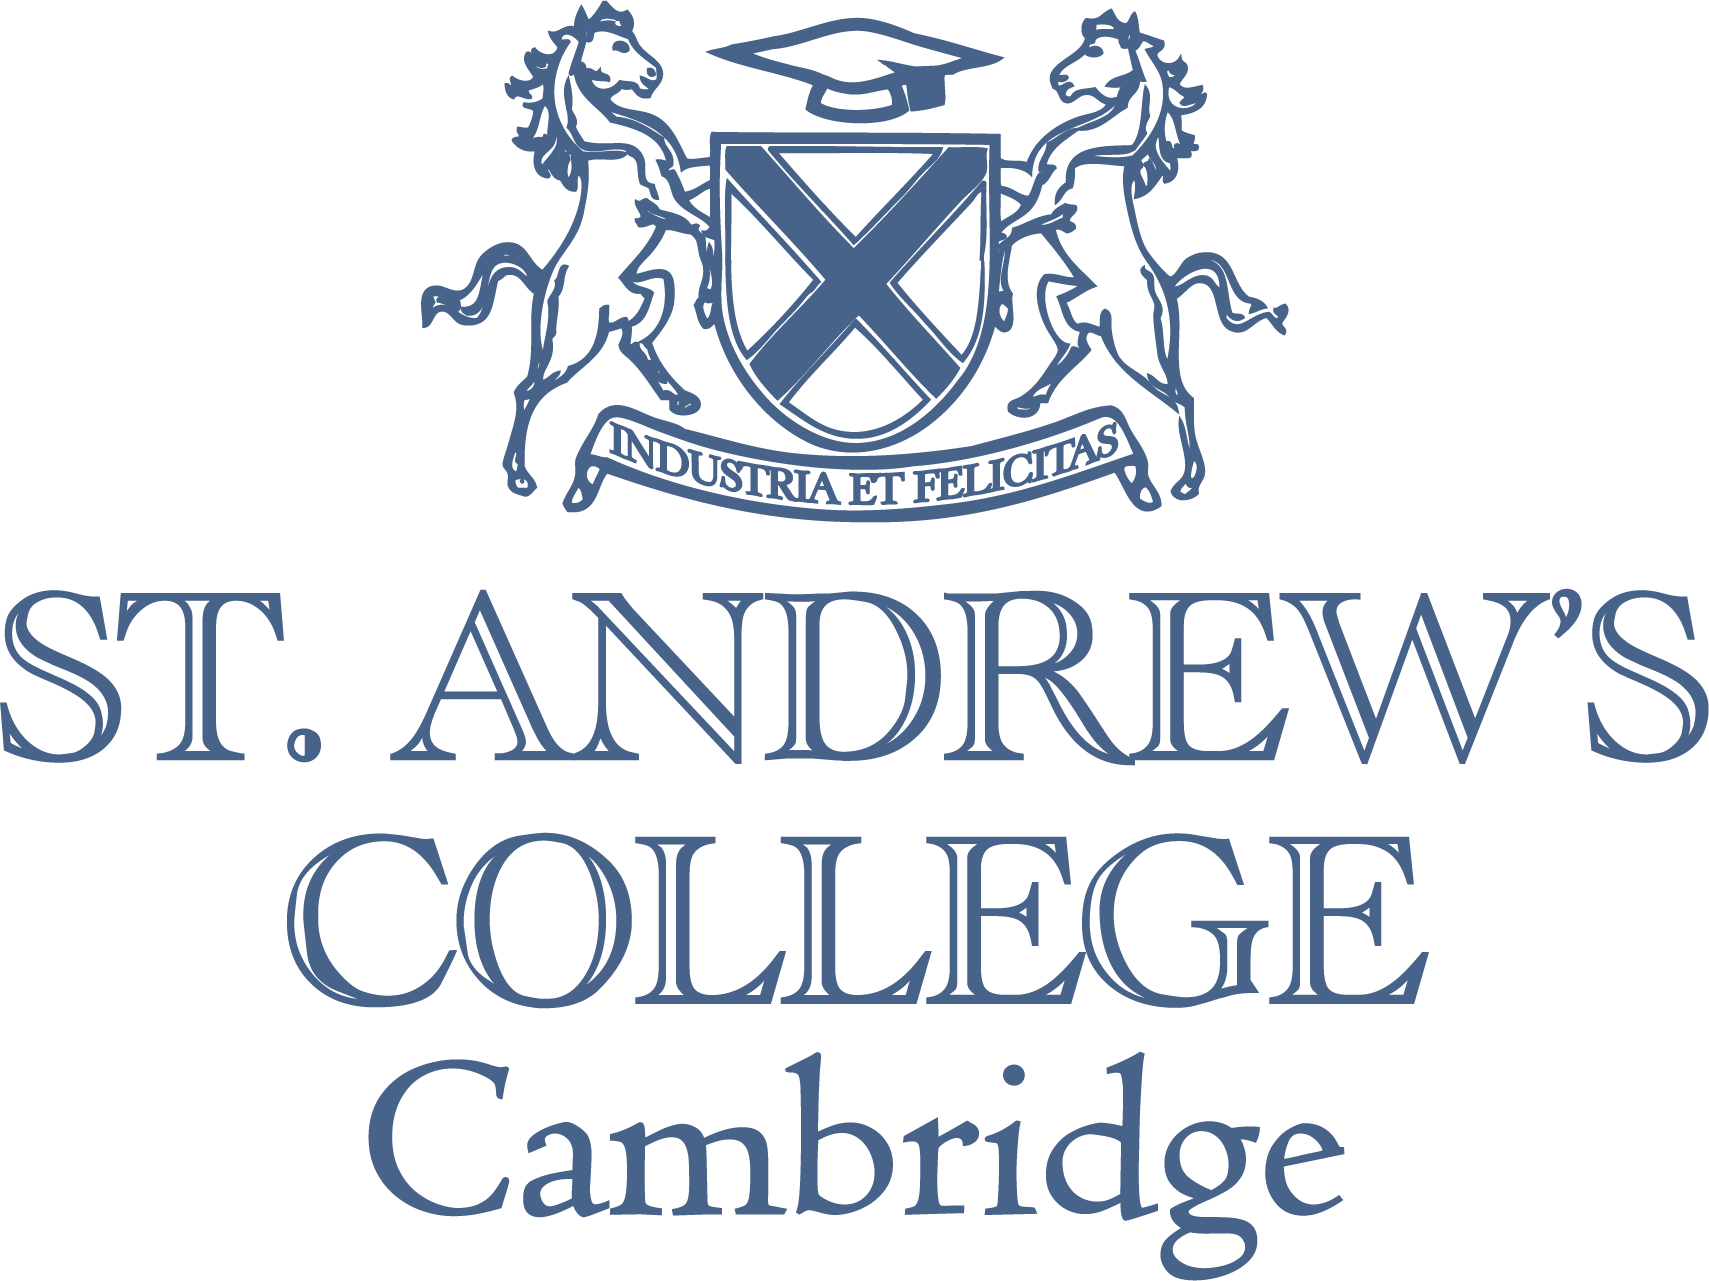 INDUSTRIA ET FELICITAS
ST. ANDREW’S
COLLEGE
Cambridge